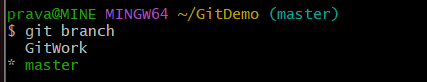 prava@MINE MINGW64 ~/GitDemo (master)
$ git branch
  GitWork
* master